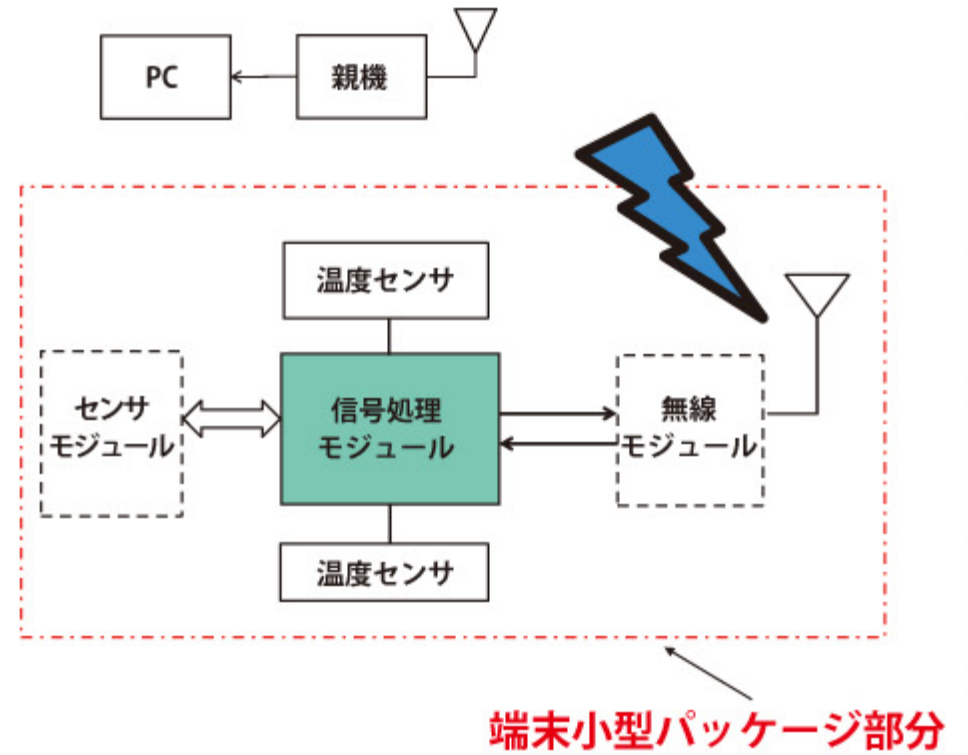 PC
親機
温度センサ
センサ
モジュール
信号処理
モジュール
無線
モジュール
温度センサ
端末小型パッケージ部分